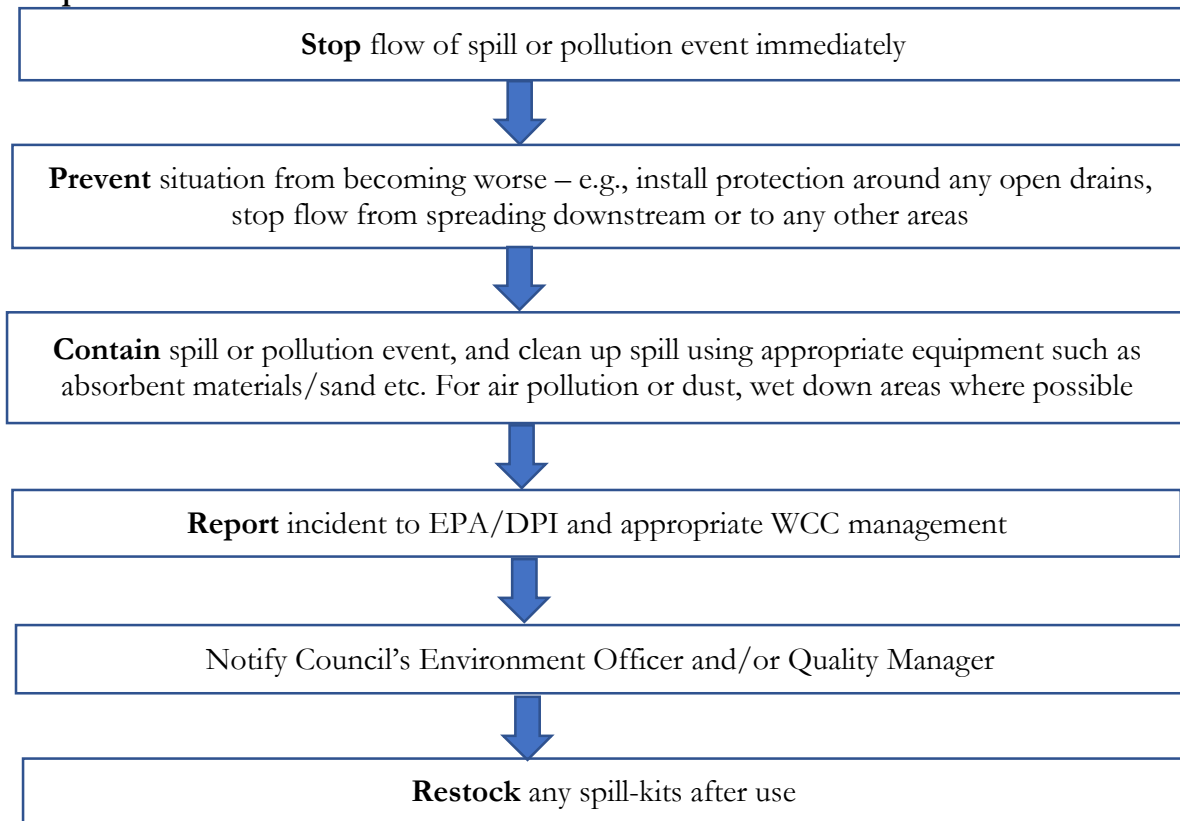 Stop flow of spill or pollution event immediately
Prevent situation from becoming worse – e.g., install protection around any open drains,
stop flow from spreading downstream or to any other areas
Contain spill or pollution event, and clean up spill using appropriate equipment such as
absorbent materials/sand etc. For air pollution or dust, wet down areas where possible
Report incident to EPA/DPI and appropriate WCC management
Notify Council’s Environment Officer and/or Quality Manager
Restock any spill-kits after use